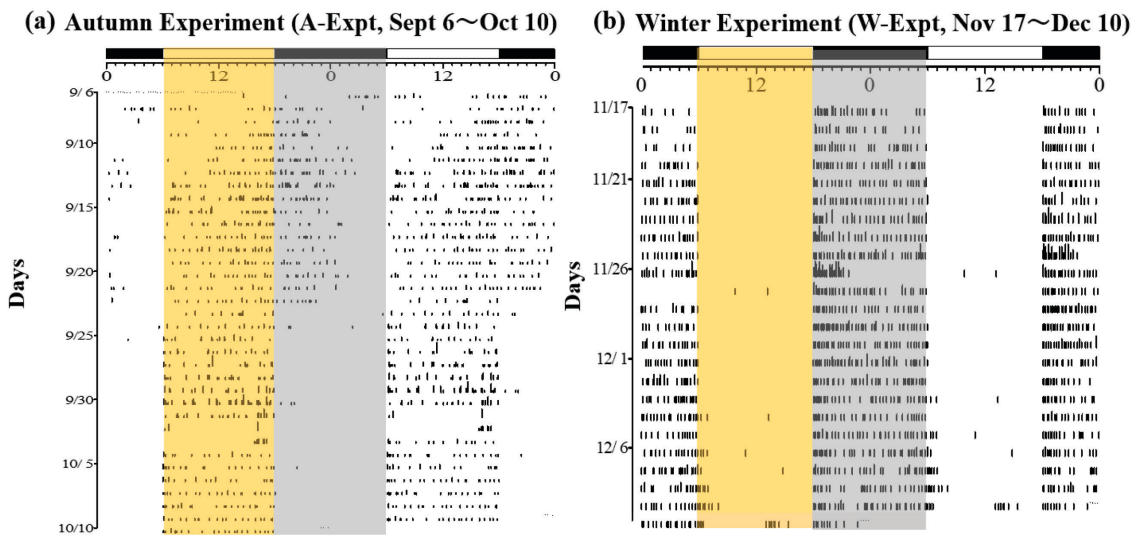 (a) Autumn Experiment (A-Expt, Sept 6～Oct 10)
0 12 0 12 0
9/ 6
9/10
9/15
9/20
9/25
9/30
10/ 5
10/10
Days
(b) Winter Experiment (W-Expt, Nov 17～Dec 10)
0 12 0 12 0
11/17
11/21
11/26
12/ 1
12/ 6
Days